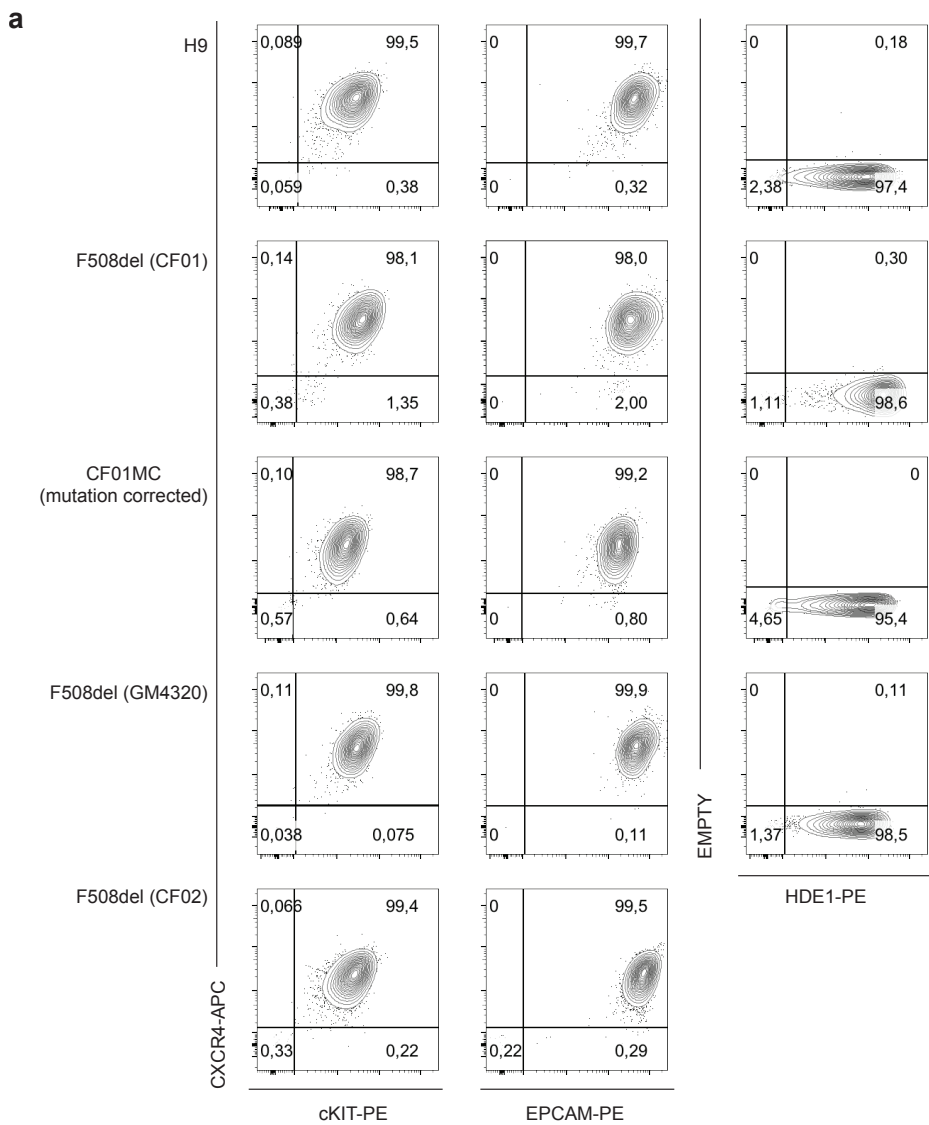 a
H9
0,089 99,5
0,059 0,38
0 99,7
0 0,32
0 0,18
2,38 97,4
F508del (CF01)
0,14 98,1
0,38 1,35
0 98,0
0 2,00
0 0,30
1,11 98,6
CF01MC
(mutation corrected)
0,10 98,7
0,57 0,64
0 99,2
0 0,80
0 0
4,65 95,4
F508del (GM4320)
0,11 99,8
0,038 0,075
0 99,9
0 0,11
0 0,11
1,37 98,5
F508del (CF02)
0,066 99,4
0,33 0,22
0 99,5
0,22 0,29
CXCR4-APC
EMPTY
cKIT-PE
EPCAM-PE
HDE1-PE